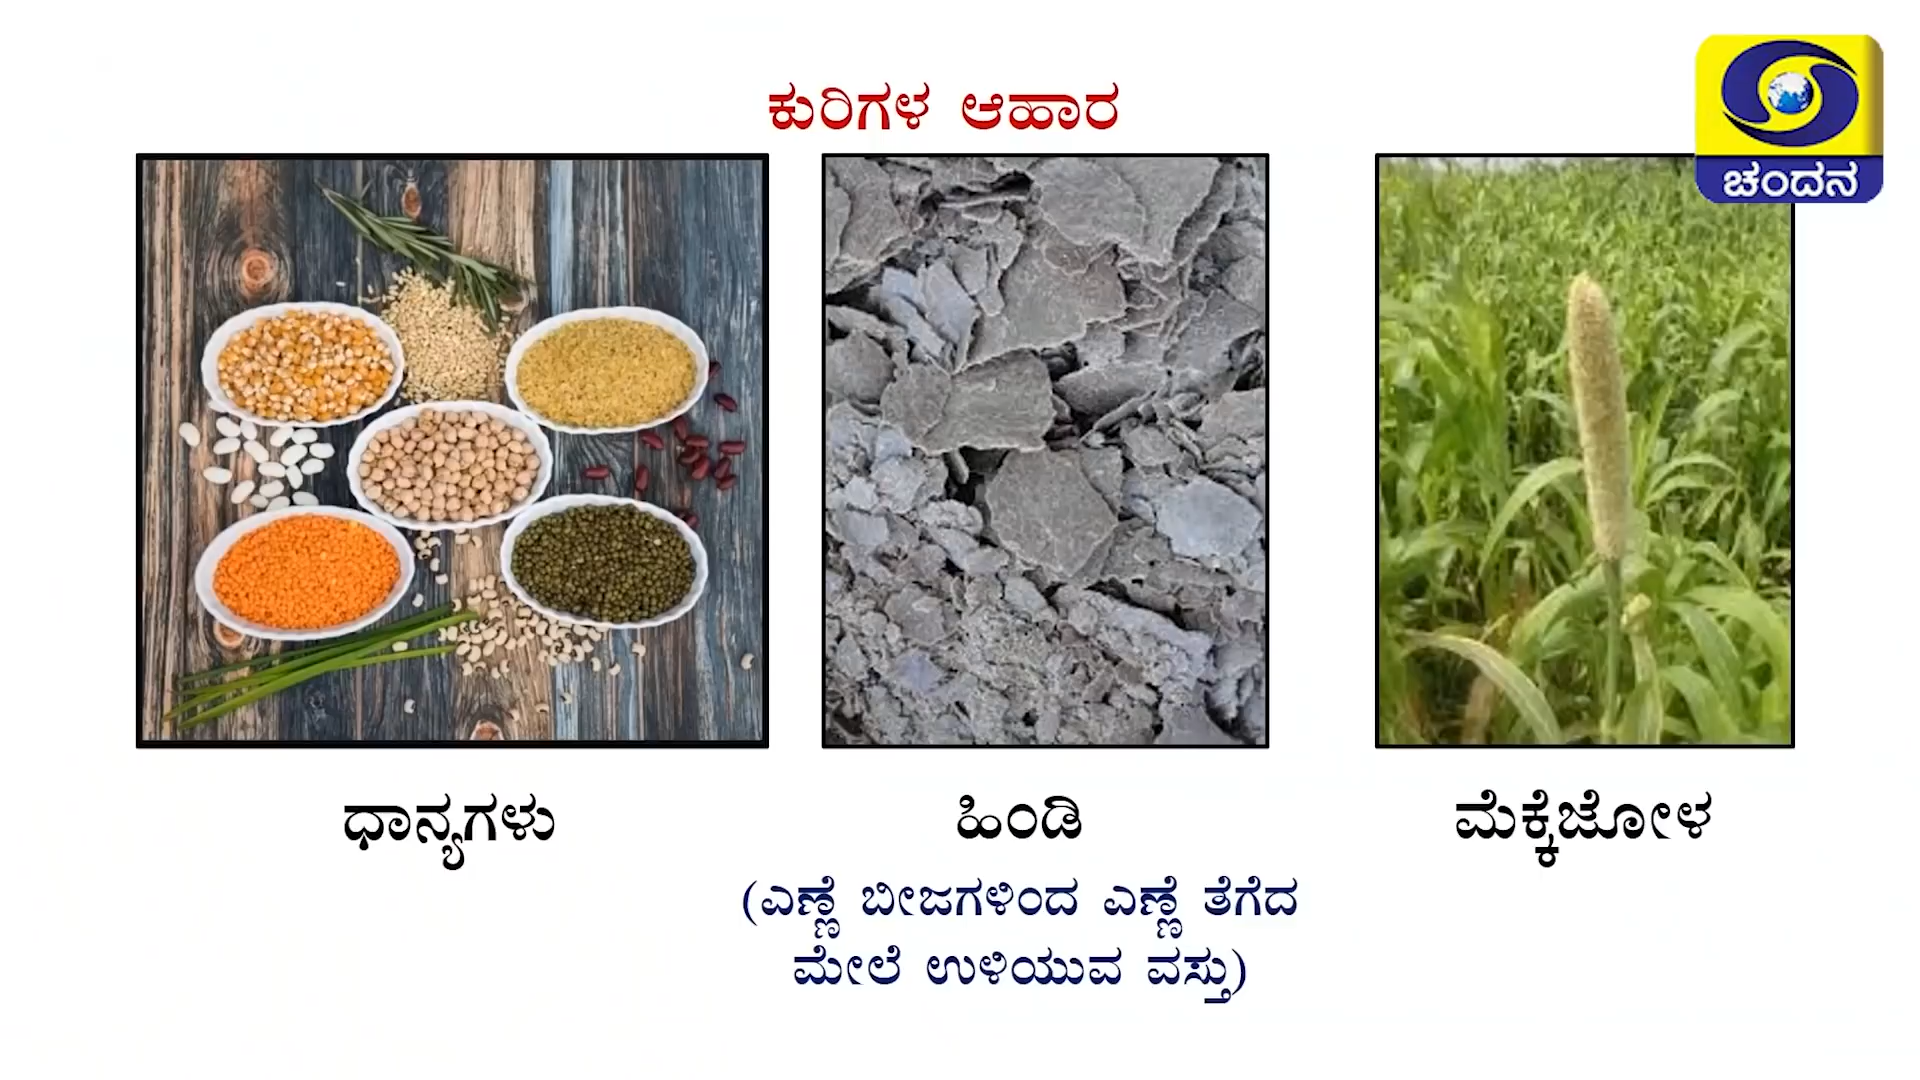 ಕುರಿಗಳ ಆಹಾರ
ಚಂದನ
ಧಾನ್ಯಗಳು
ಹಿಂಡಿ
ಮೆಕ್ಕೆಜೋಳ
(ಎಣ್ಣೆ ಬೀಜಗಳಿಂದ ಎಣ್ಣೆ ತೆಗೆದ
ಮೇಲೆ ಉಳಿಯುವ ವಸ್ತು)